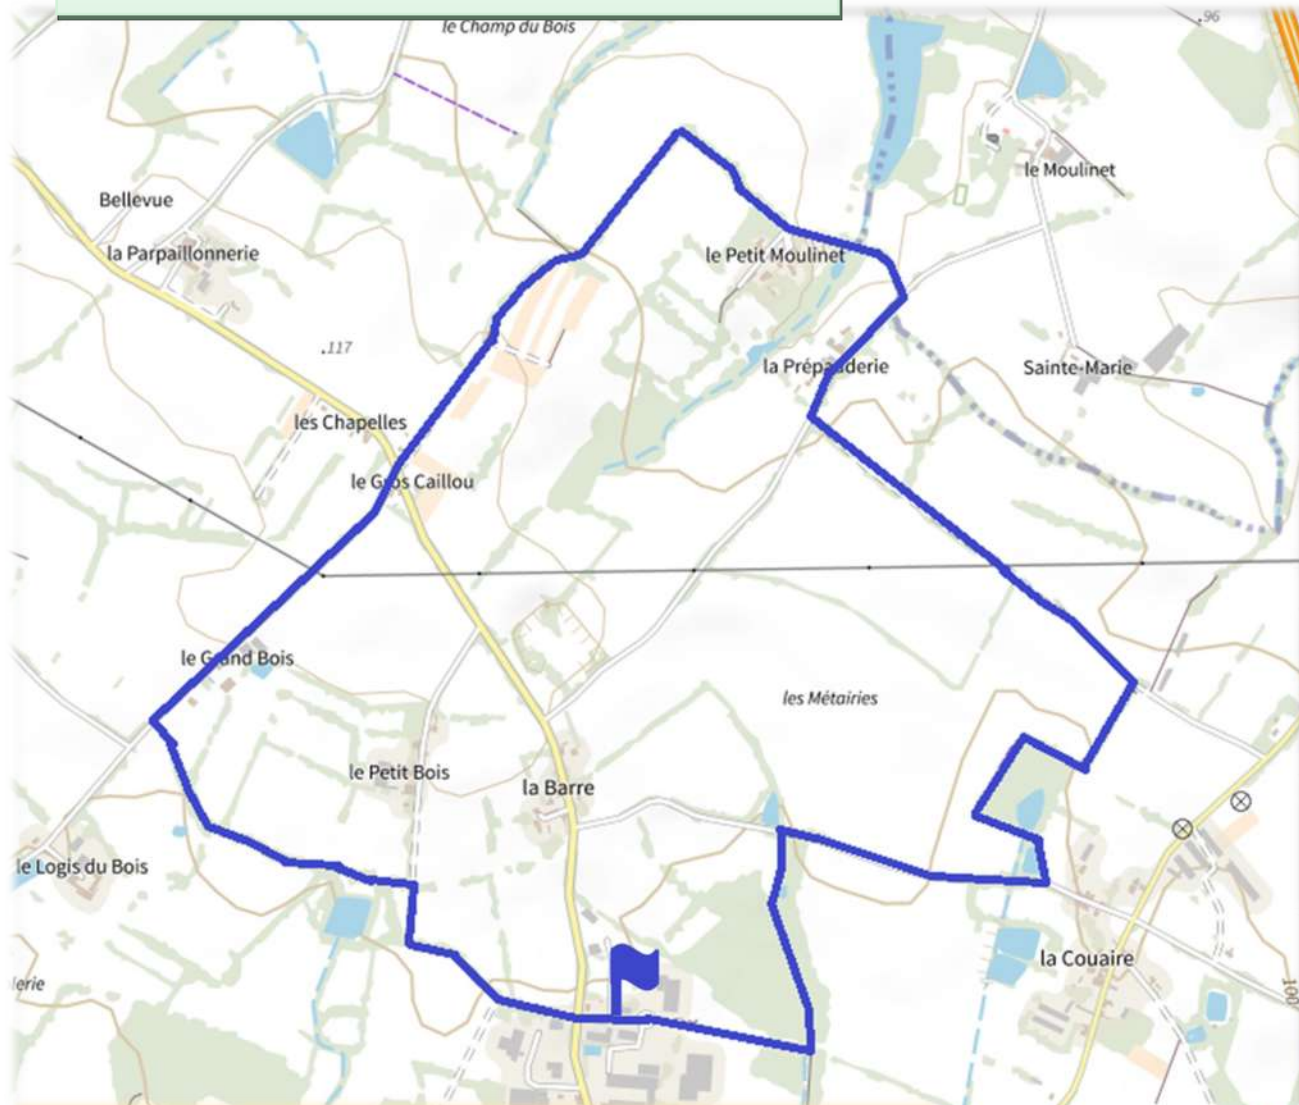 le Champ du Bois
.96
le Moulinet
Bellevue
la Parpaillonnerie
le Petit Moulinet
.117
la Prépauderie
Sainte-Marie
les Chapelles
le Gros Caillou
le Grand Bois
les Métairies
le Petit Bois
la Barre
le Logis du Bois
la Couaire
erie
100